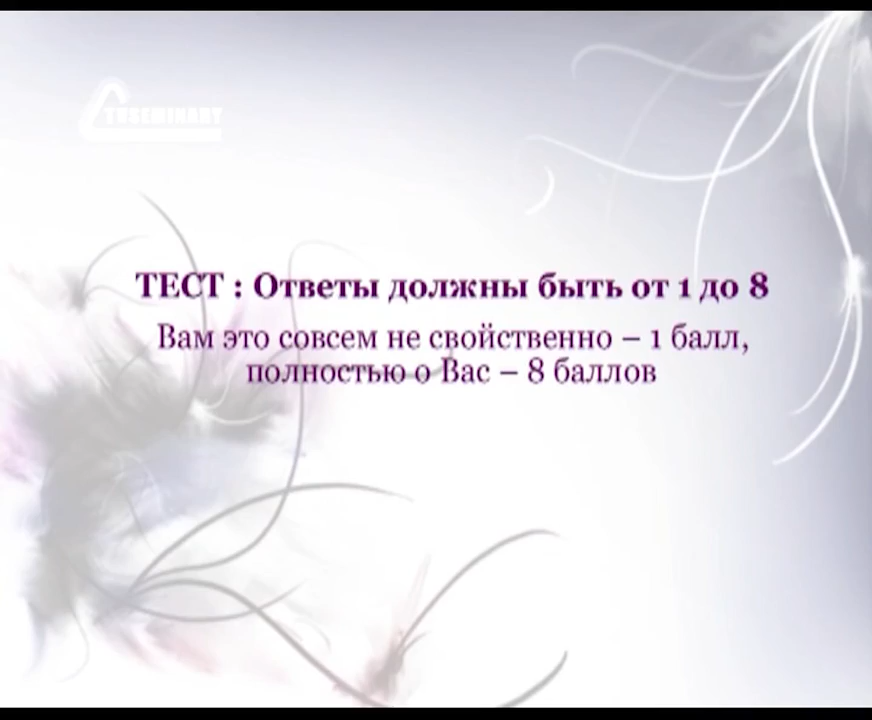 TUSEMINARY
ТЕСТ : Ответы должны быть от 1 до 8
Вам это совсем не свойственно – 1 балл,
полностью о Вас – 8 баллов